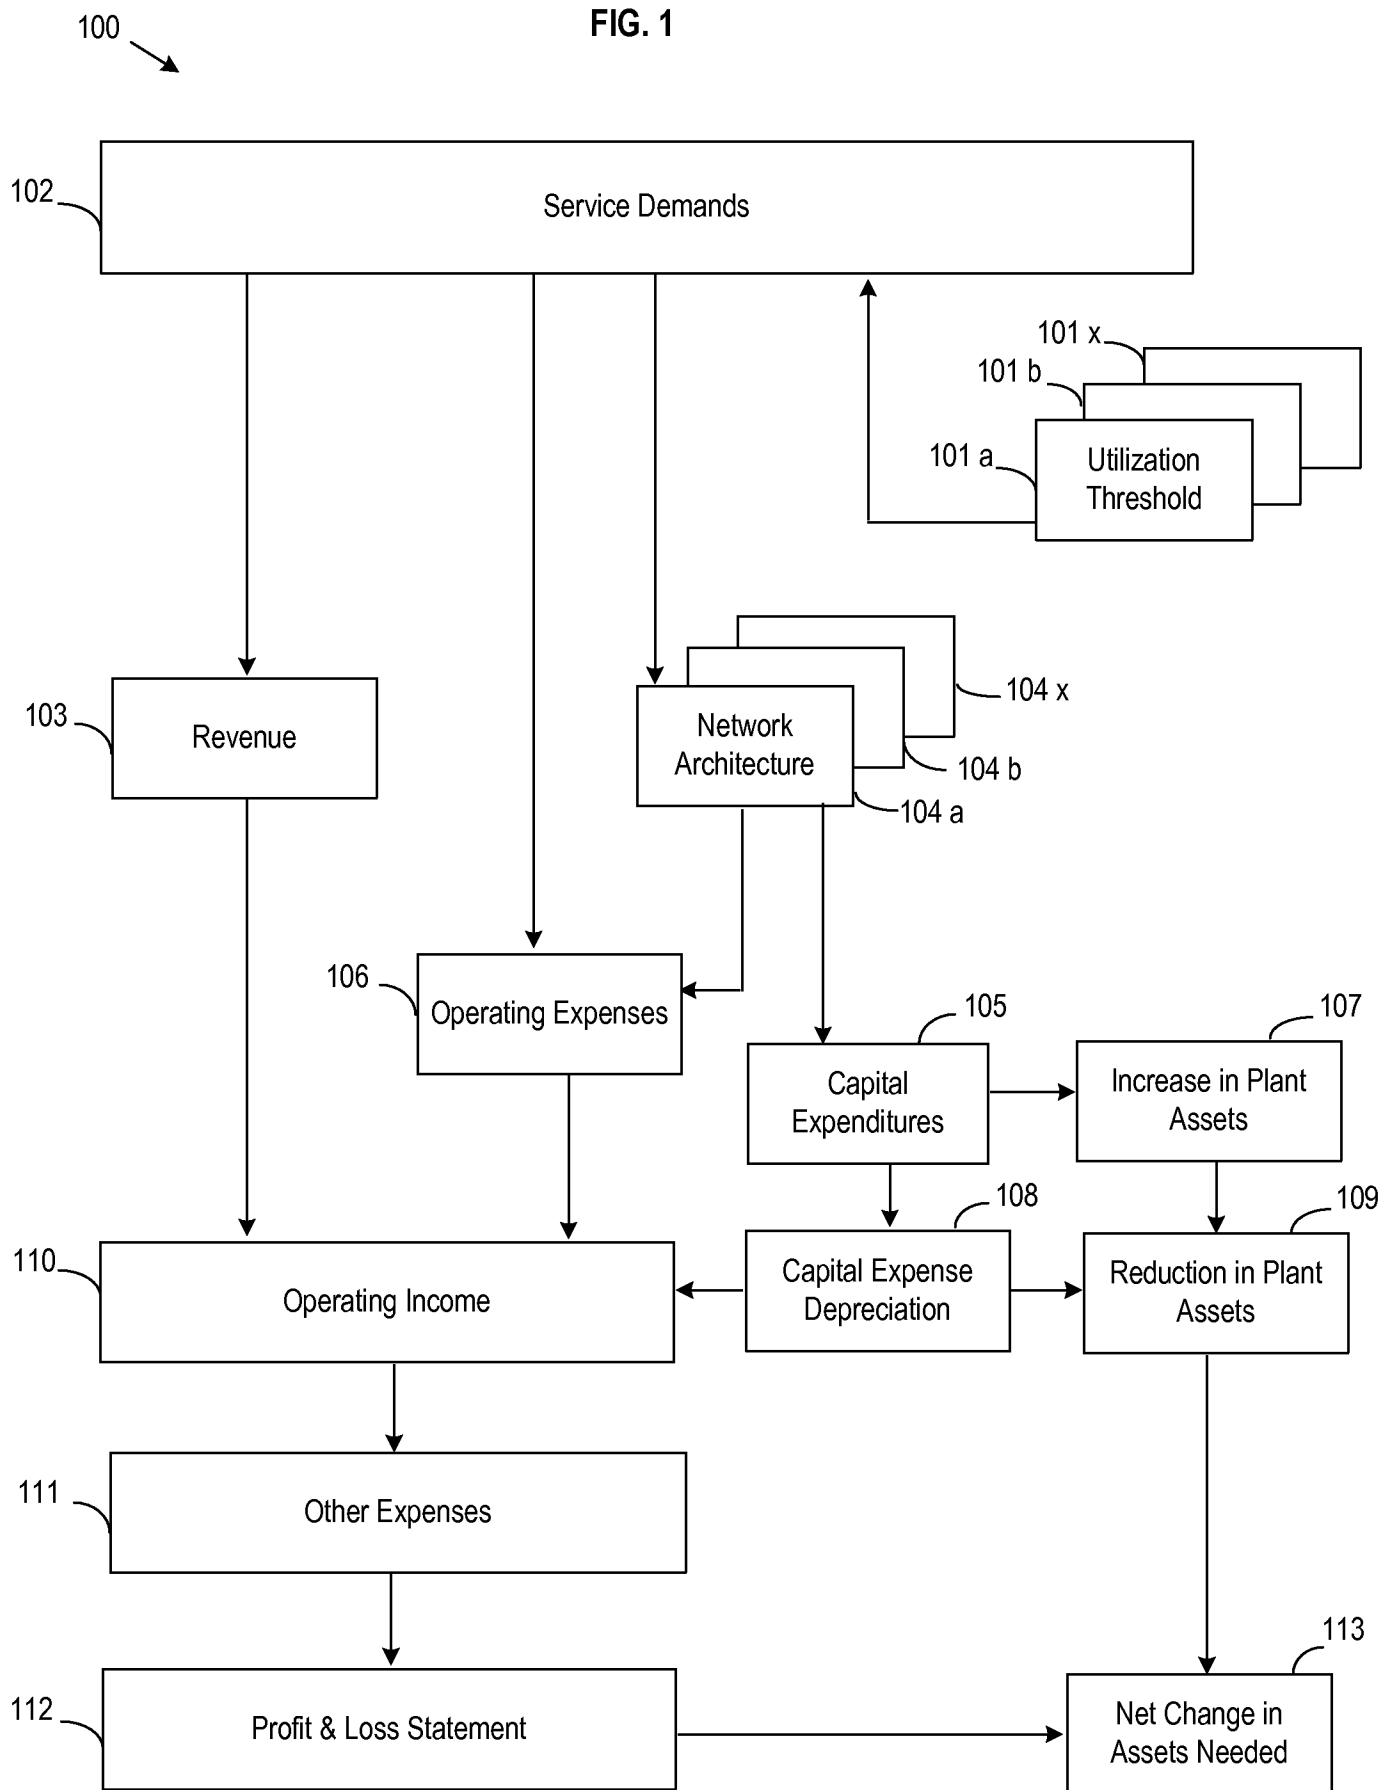 FIG. 1
100
102
Service Demands
101 x
101 b
101 a
Utilization
Threshold
103
Revenue
Network
Architecture
104 x
104 b
104 a
106
Operating Expenses
105
Capital
Expenditures
107
Increase in Plant
Assets
108
Capital Expense
Depreciation
109
Reduction in Plant
Assets
110
Operating Income
111
Other Expenses
112
Profit & Loss Statement
113
Net Change in
Assets Needed